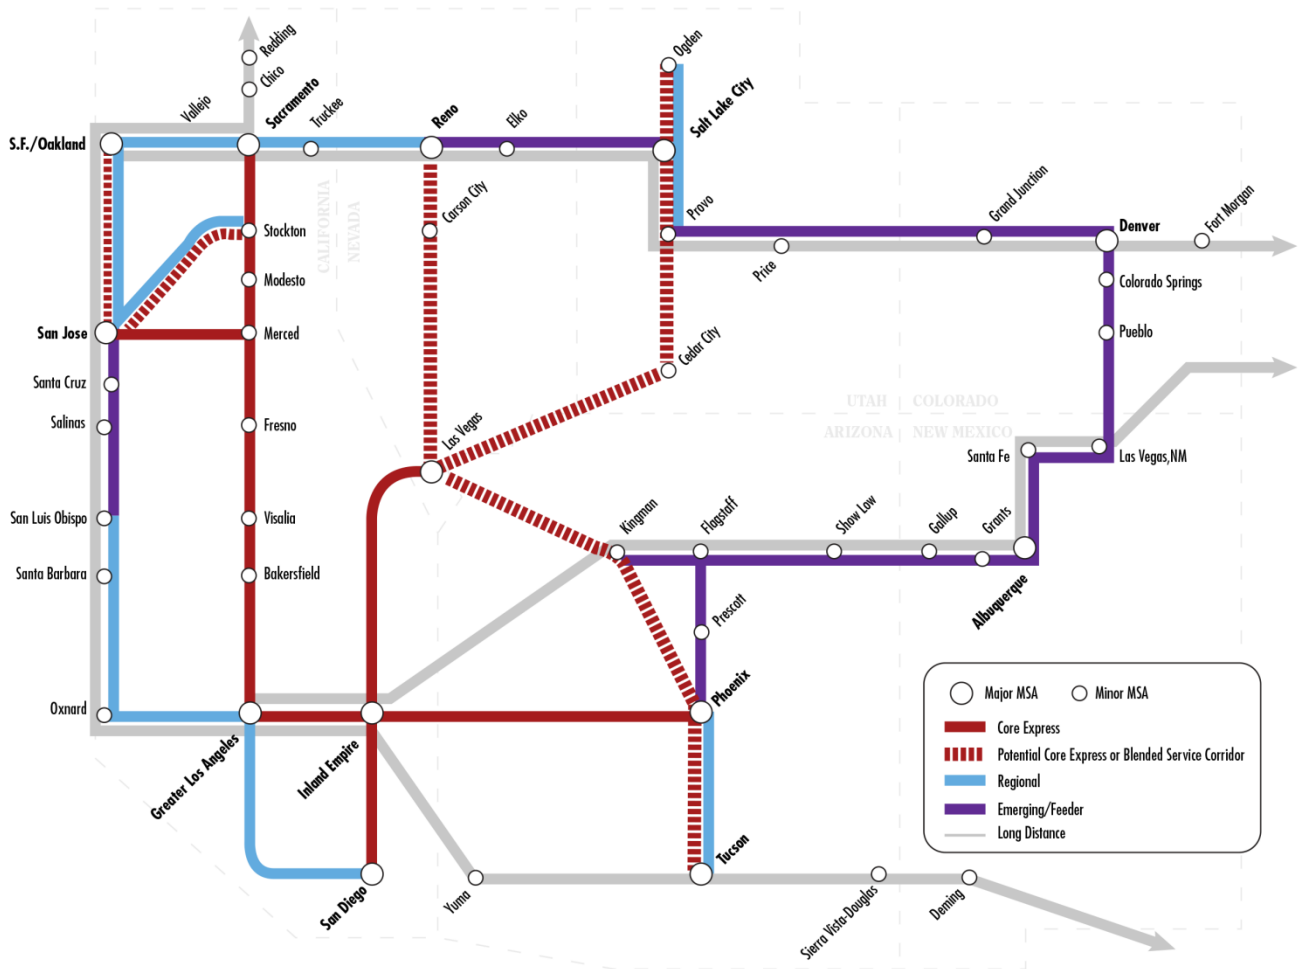 Redding
Chico
Ogden
Vallejo
Sacramento
Truckee
Reno
Elko
Salt Lake City
S.F./Oakland
CALIFORNIA
NEVADA
Carson City
Provo
Grand Junction
Denver
Fort Morgan
Stockton
Price
Modesto
Colorado Springs
San Jose
Merced
Pueblo
Cedar City
Santa Cruz
UTAH
COLORADO
Salinas
Fresno
Las Vegas
ARIZONA
NEW MEXICO
Santa Fe
Las Vegas,NM
San Luis Obispo
Visalia
Kingman
Flagstaff
Show Low
Gallup
Grants
Santa Barbara
Bakersfield
Albuquerque
Prescott
Phoenix
Oxnard
Greater Los Angeles
Inland Empire
Major MSA
Minor MSA
Core Express
Potential Core Express or Blended Service Corridor
Regional
Emerging/Feeder
Long Distance
San Diego
Yuma
Tucson
Sierra Vista-Douglas
Deming